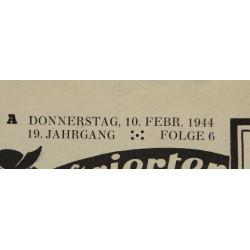 A DONNERSTAG, 10. FEBR. 1944
19. JAHRGANG FOLGE 6